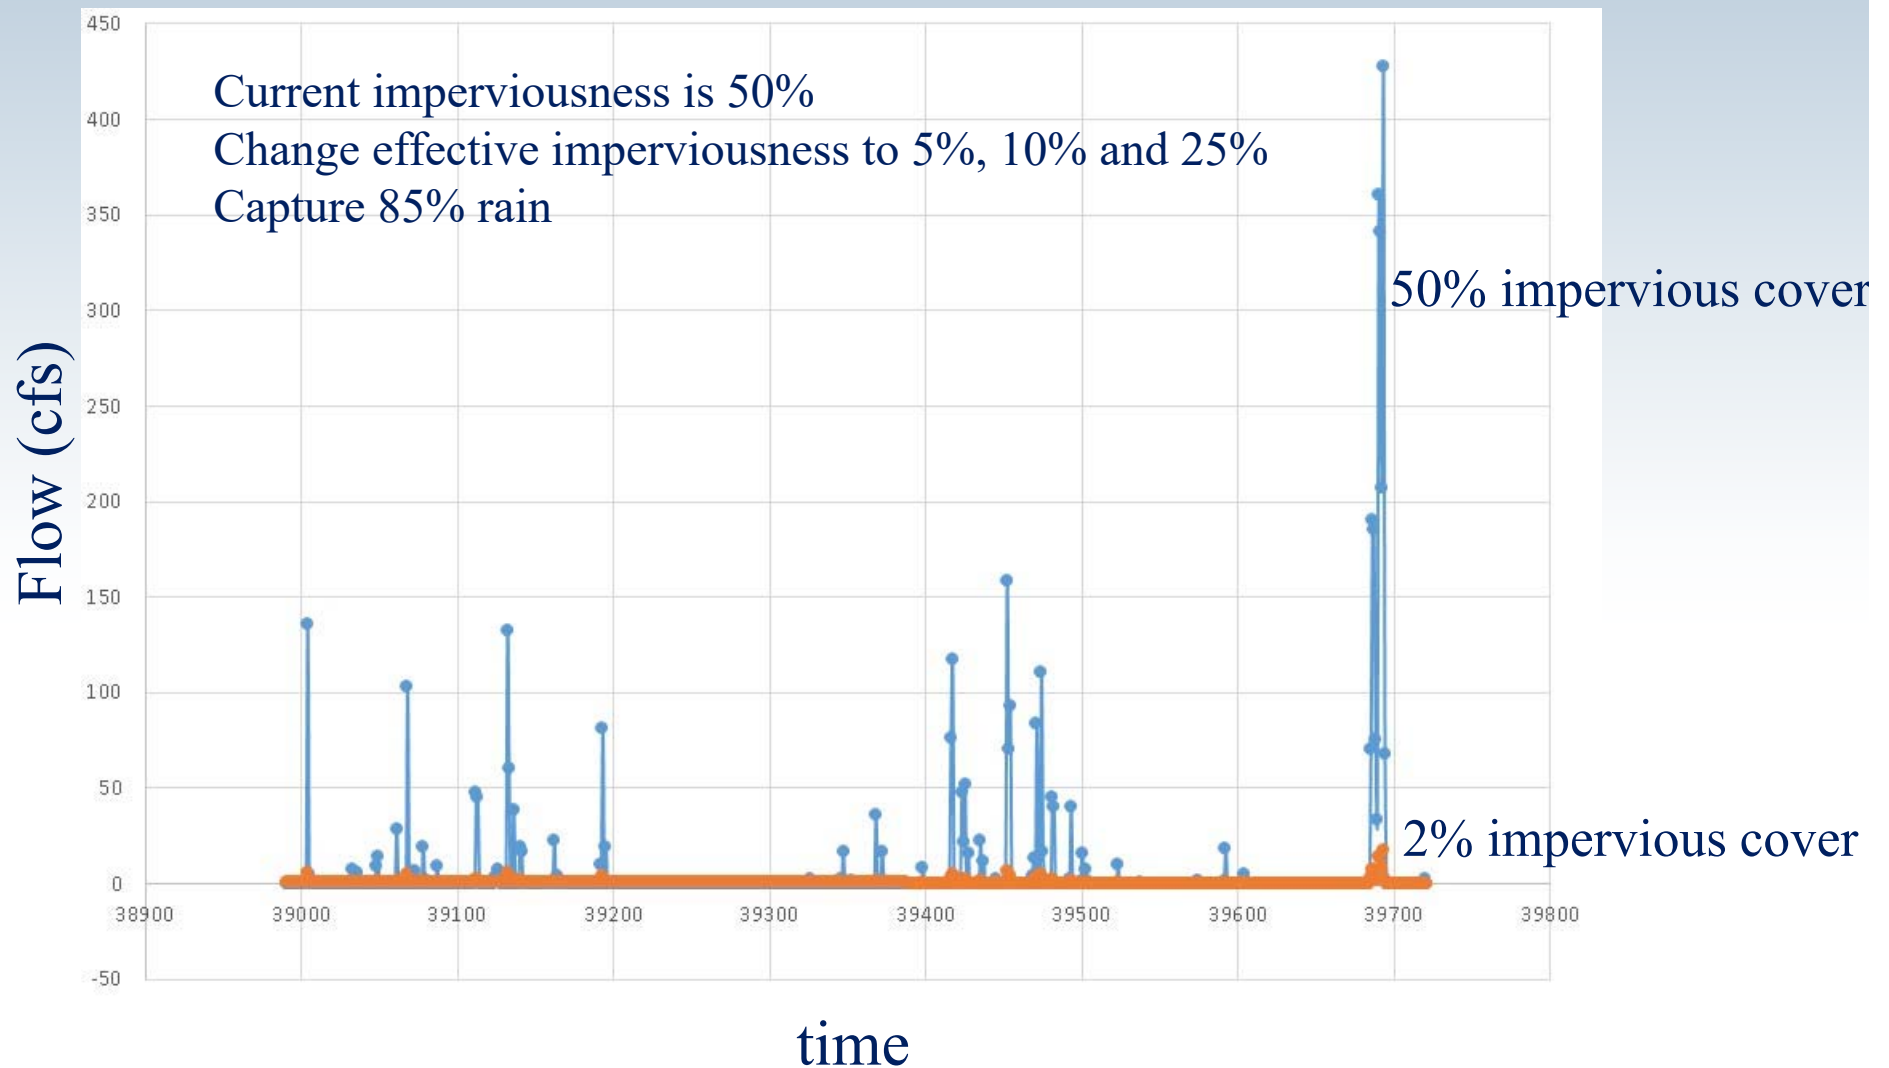 450
Current imperviousness is 50%
400
Change effective imperviousness to 5%, 10% and 25%
350
Capture 85% rain
50% impervious cover
300
Flow (cfs)
250
200
150
100
50
2% impervious cover
0
38900 39000 39100 39200 39300 39400 39500 39600 39700 39800
-50
time